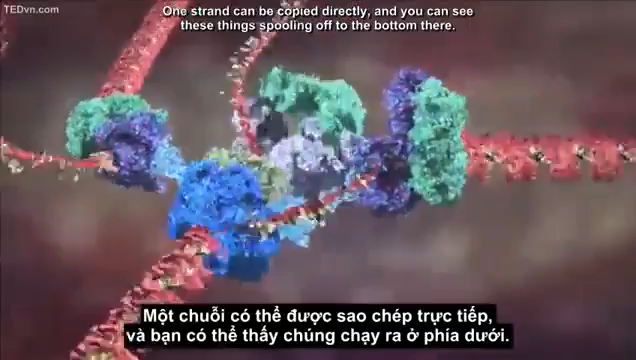 TEDvn.com
One strand can be copied directly, and you can see
these things spooling off to the bottom there.
Một chuỗi có thể được sao chép trực tiếp,
và bạn có thể thấy chúng chạy ra ở phía dưới.